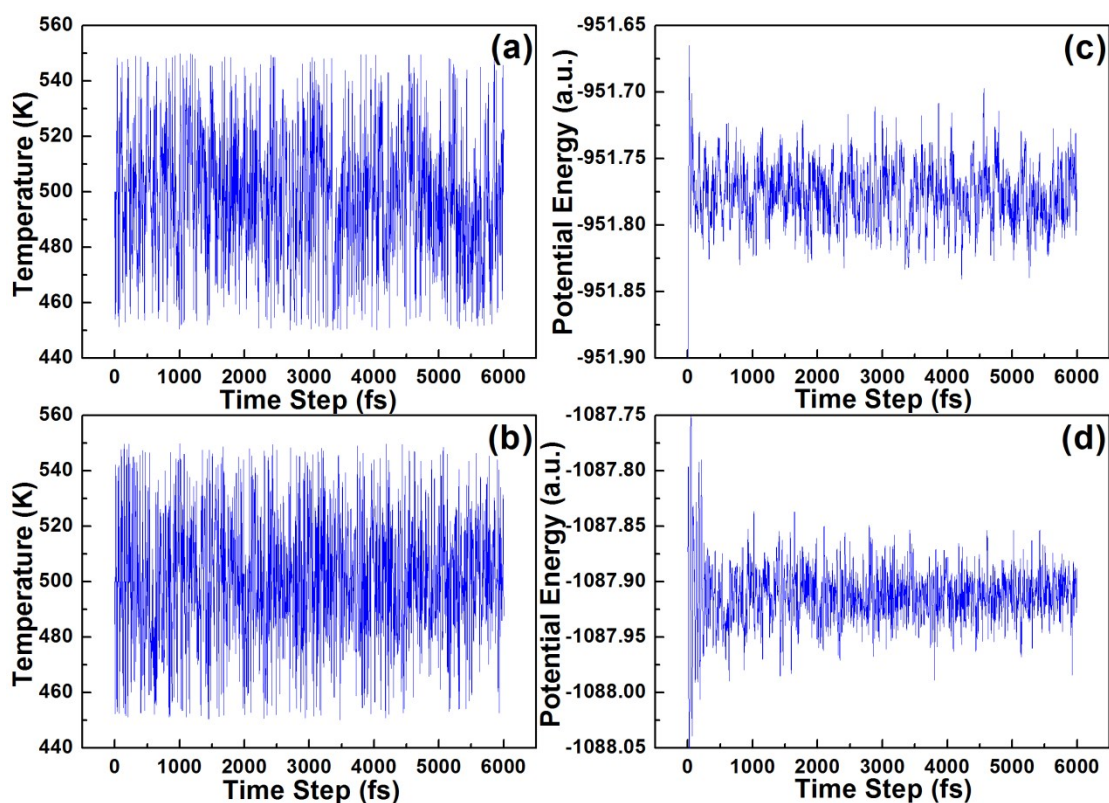 (a)
Temperature (K)
560
540
520
500
480
460
440
0 1000 2000 3000 4000 5000 6000
Time Step (fs)
(c)
Potential Energy (a.u.)
-951.65
-951.70
-951.75
-951.80
-951.85
-951.90
0 1000 2000 3000 4000 5000 6000
Time Step (fs)
(b)
Temperature (K)
560
540
520
500
480
460
440
0 1000 2000 3000 4000 5000 6000
Time Step (fs)
(d)
Potential Energy (a.u.)
-1087.75
-1087.80
-1087.85
-1087.90
-1087.95
-1088.00
-1088.05
0 1000 2000 3000 4000 5000 6000
Time Step (fs)